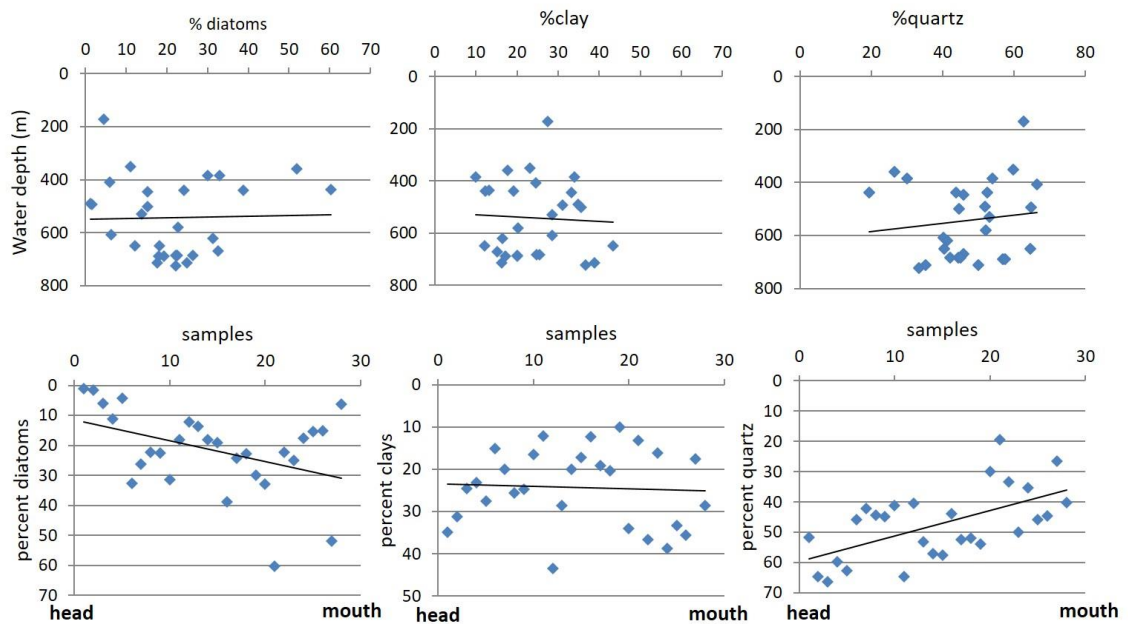 % diatoms
0 10 20 30 40 50 60 70
Water depth (m)
0
200
400
600
800
%clay
0 20 40 60 80
0
200
400
600
800
%quartz
0 20 40 60 80
0
200
400
600
800
samples
0 10 20 30
percent diatoms
0
10
20
30
40
50
60
70
head mouth
samples
0 10 20 30
percent clays
0
10
20
30
40
50
head mouth
samples
0 10 20 30
percent quartz
0
10
20
30
40
50
60
70
head mouth